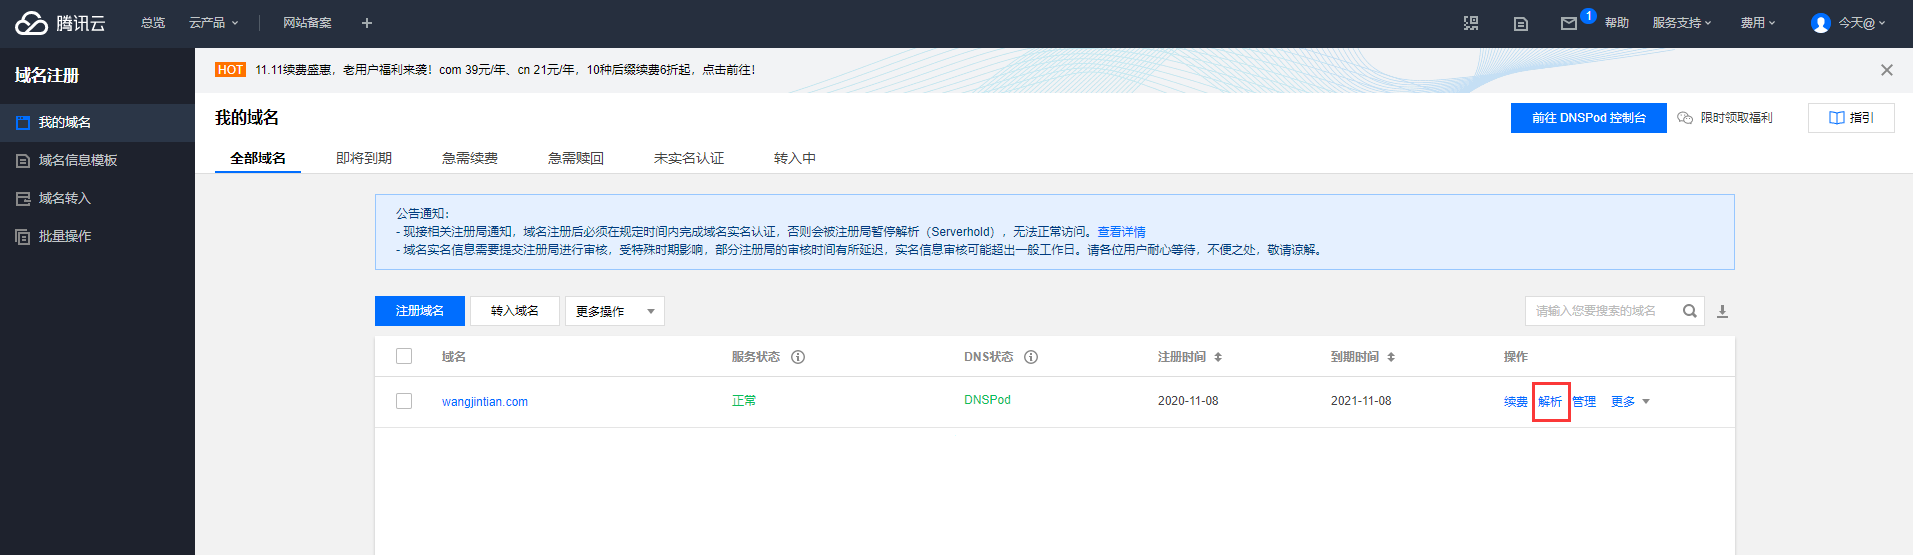 腾讯云 总览 云产品 网站备案 + 1 帮助 服务支持 费用 今天@
域名注册
我的域名
域名信息模板
域名转入
批量操作
HOT 11.11续费盛惠,老用户福利来袭!com 39元/年、cn 21元/年,10种后缀续费6折起,点击前往!
我的域名 前往 DNSPod 控制台 限时领取福利 指引
全部域名 即将到期 急需续费 急需赎回 未实名认证 转入中
公告通知:
- 现接相关注册局通知,域名注册后必须在规定时间内完成域名实名认证,否则会被注册局暂停解析(Serverhold),无法正常访问。查看详情
- 域名实名信息需要提交注册局进行审核,受特殊时期影响,部分注册局的审核时间有所延迟,实名信息审核可能超出一般工作日。请各位用户耐心等待,不便之处,敬请谅解。
注册域名 转入域名 更多操作 请输入您要搜索的域名
域名 服务状态 DNS状态 注册时间 到期时间 操作
wangjintian.com 正常 DNSPod 2020-11-08 2021-11-08 续费 解析 管理 更多